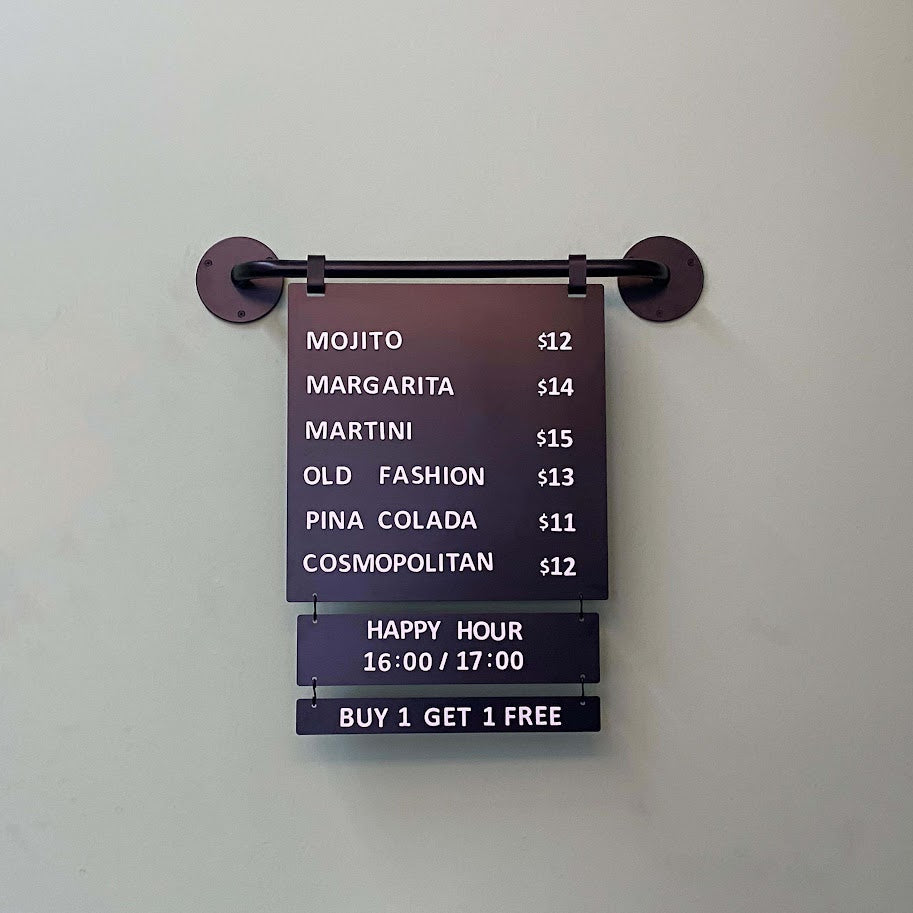 MOJITO $12
MARGARITA $14
MARTINI $15
OLD FASHION $13
PINA COLADA $11
COSMOPOLITAN $12
HAPPY HOUR
16:00 / 17:00
BUY 1 GET 1 FREE